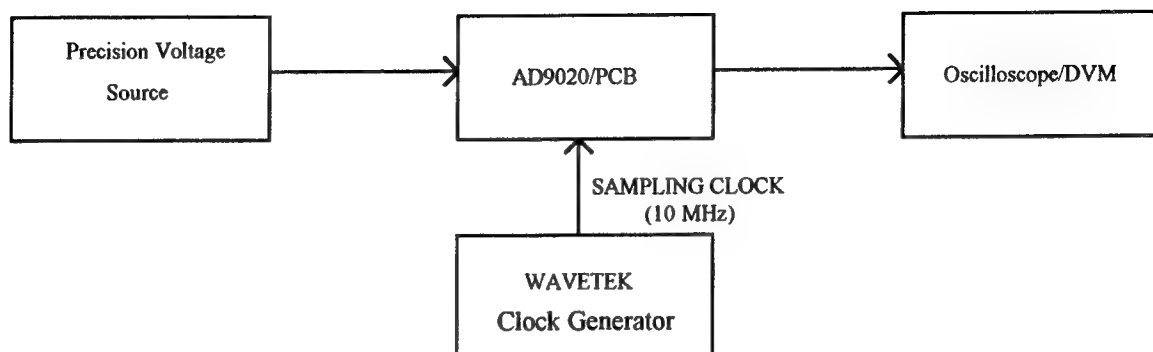 Precision Voltage
Source
AD9020/PCB
Oscilloscope/DVM
SAMPLING CLOCK
(10 MHz)
WAVETEK
Clock Generator